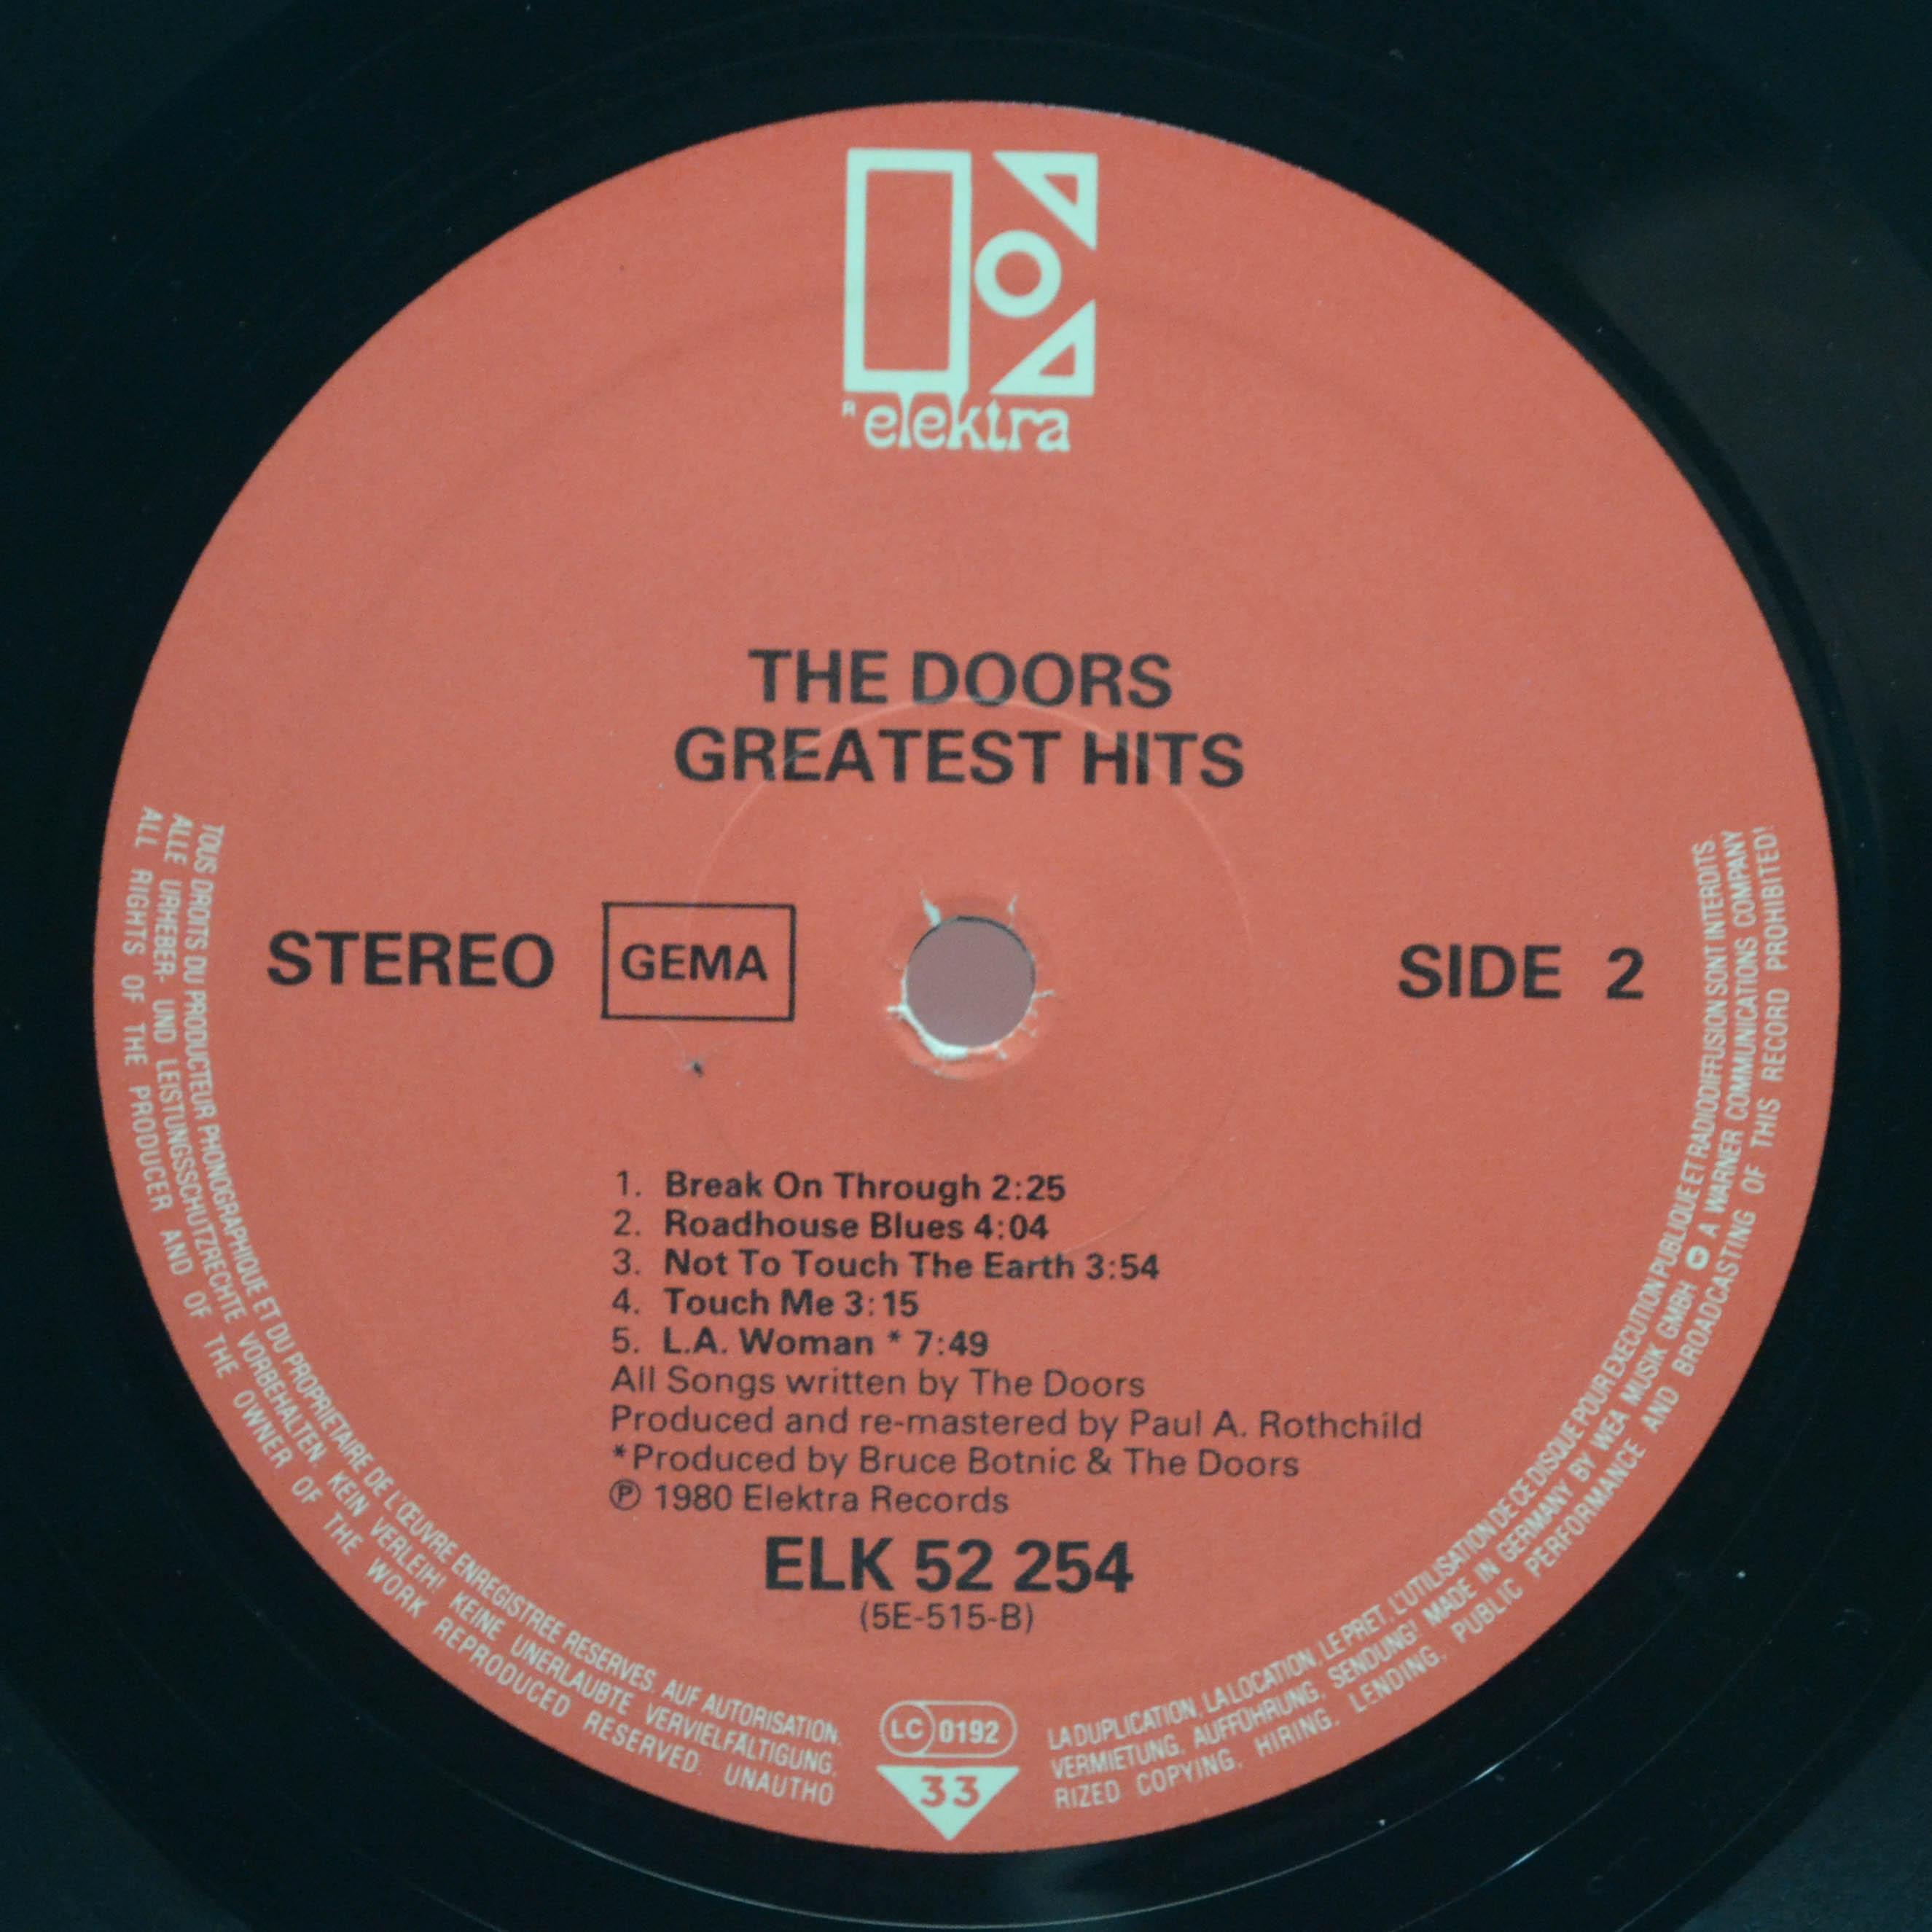 R elektra
THE DOORS
GREATEST HITS
STEREO GEMA SIDE 2
1. Break On Through 2:25
2. Roadhouse Blues 4:04
3. Not To Touch The Earth 3:54
4. Touch Me 3:15
5. L.A. Woman * 7:49
All Songs written by The Doors
Produced and re-mastered by Paul A. Rothchild
*Produced by Bruce Botnic & The Doors
℗ 1980 Elektra Records
ELK 52 254
(5E-515-B)
LC 0192
33
TOUS DROITS DU PRODUCTEUR PHONOGRAPHIQUE ET DU PROPRIETAIRE DE L'ŒUVRE ENREGISTREE RESERVES. AUF AUTORISATION, LA DUPLICATION, LA LOCATION, LE PRET, L'UTILISATION DE CE DISQUE POUR EXECUTION PUBLIQUE ET RADIODIFFUSION SONT INTERDITS.
ALLE URHEBER- UND LEISTUNGSSCHUTZRECHTE VORBEHALTEN. KEIN VERLEIH! KEINE UNERLAUBTE VERVIELFÄLTIGUNG, VERMIETUNG, AUFFÜHRUNG, SENDUNG! MADE IN GERMANY BY WEA MUSIK GMBH A WARNER COMMUNICATIONS COMPANY
ALL RIGHTS OF THE PRODUCER AND OF THE OWNER OF THE WORK REPRODUCED RESERVED. UNAUTHO RIZED COPYING, HIRING, LENDING, PUBLIC PERFORMANCE AND BROADCASTING OF THIS RECORD PROHIBITED!